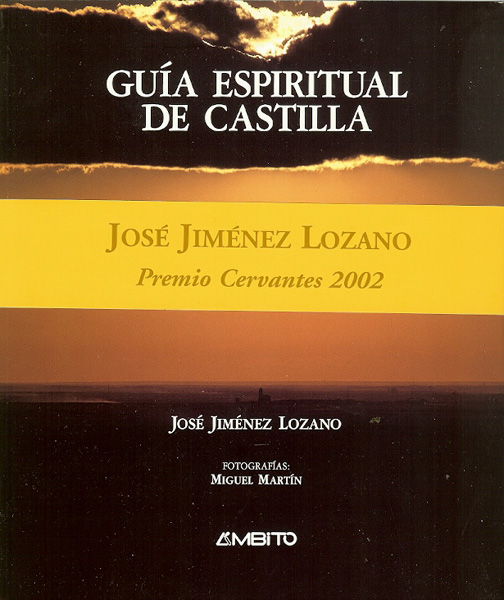 GUÍA ESPIRITUAL
DE CASTILLA
JOSÉ JIMÉNEZ LOZANO
Premio Cervantes 2002
JOSÉ JIMÉNEZ LOZANO
FOTOGRAFÍAS:
MIGUEL MARTÍN
ÁMBITO